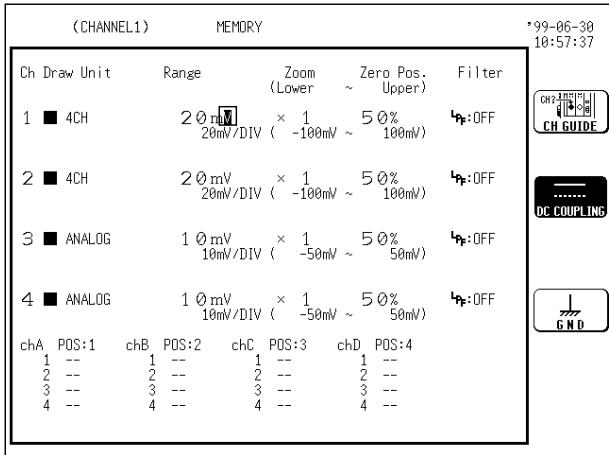 (CHANNEL1) MEMORY '99-06-30
10:57:37
Ch Draw Unit Range Zoom Zero Pos. Filter
(Lower ~ Upper)
1 ■ 4CH 20mV × 1 50% LPF:OFF
20mV/DIV ( -100mV ~ 100mV)
2 ■ 4CH 20mV × 1 50% LPF:OFF
20mV/DIV ( -100mV ~ 100mV)
3 ■ ANALOG 10mV × 1 50% LPF:OFF
10mV/DIV ( -50mV ~ 50mV)
4 ■ ANALOG 10mV × 1 50% LPF:OFF
10mV/DIV ( -50mV ~ 50mV)
chA POS:1 chB POS:2 chC POS:3 chD POS:4
1 -- 1 -- 1 -- 1 --
2 -- 2 -- 2 -- 2 --
3 -- 3 -- 3 -- 3 --
4 -- 4 -- 4 -- 4 --
CH?
CH GUIDE
DC COUPLING
GND